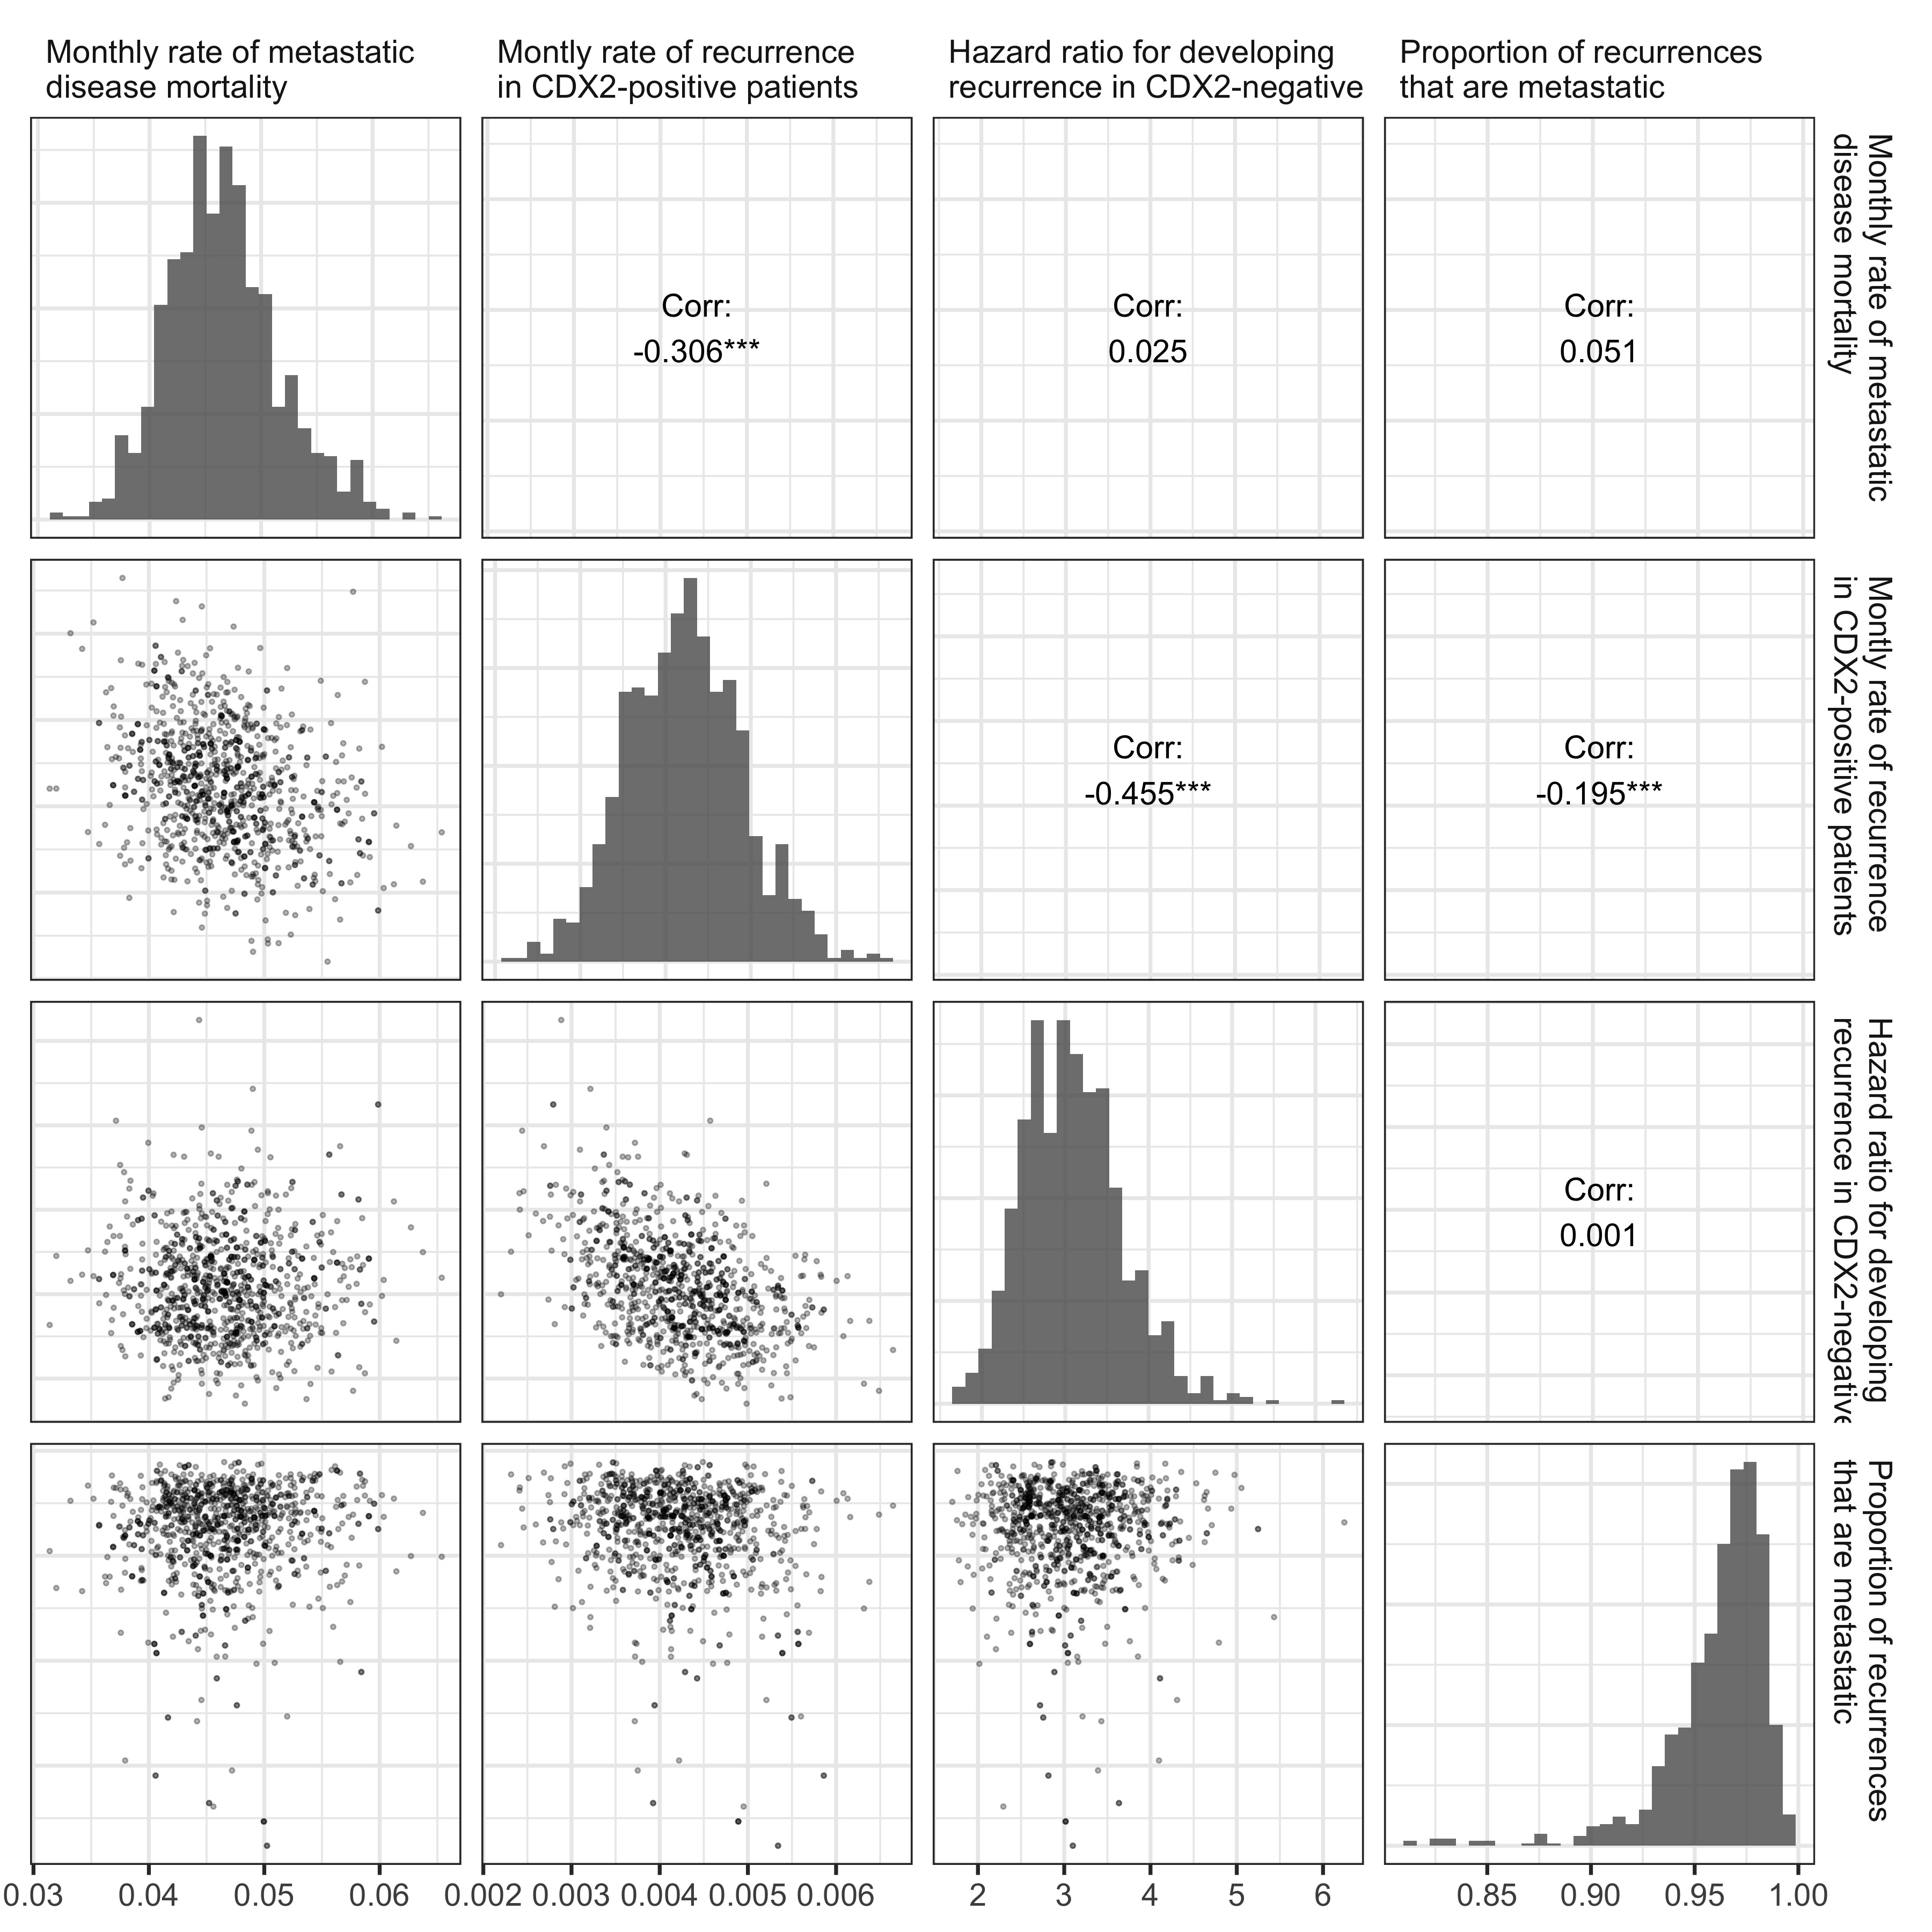 Monthly rate of metastatic
disease mortality
Montly rate of recurrence
in CDX2-positive patients
Hazard ratio for developing
recurrence in CDX2-negative
Proportion of recurrences
that are metastatic
Corr:
-0.306***
Corr:
0.025
Corr:
0.051
Monthly rate of metastatic
disease mortality
Corr:
-0.455***
Corr:
-0.195***
Montly rate of recurrence
in CDX2-positive patients
Corr:
0.001
Hazard ratio for developing
recurrence in CDX2-negative
Proportion of recurrences
that are metastatic
0.03 0.04 0.05 0.06
0.002 0.003 0.004 0.005 0.006
2 3 4 5 6
0.85 0.90 0.95 1.00